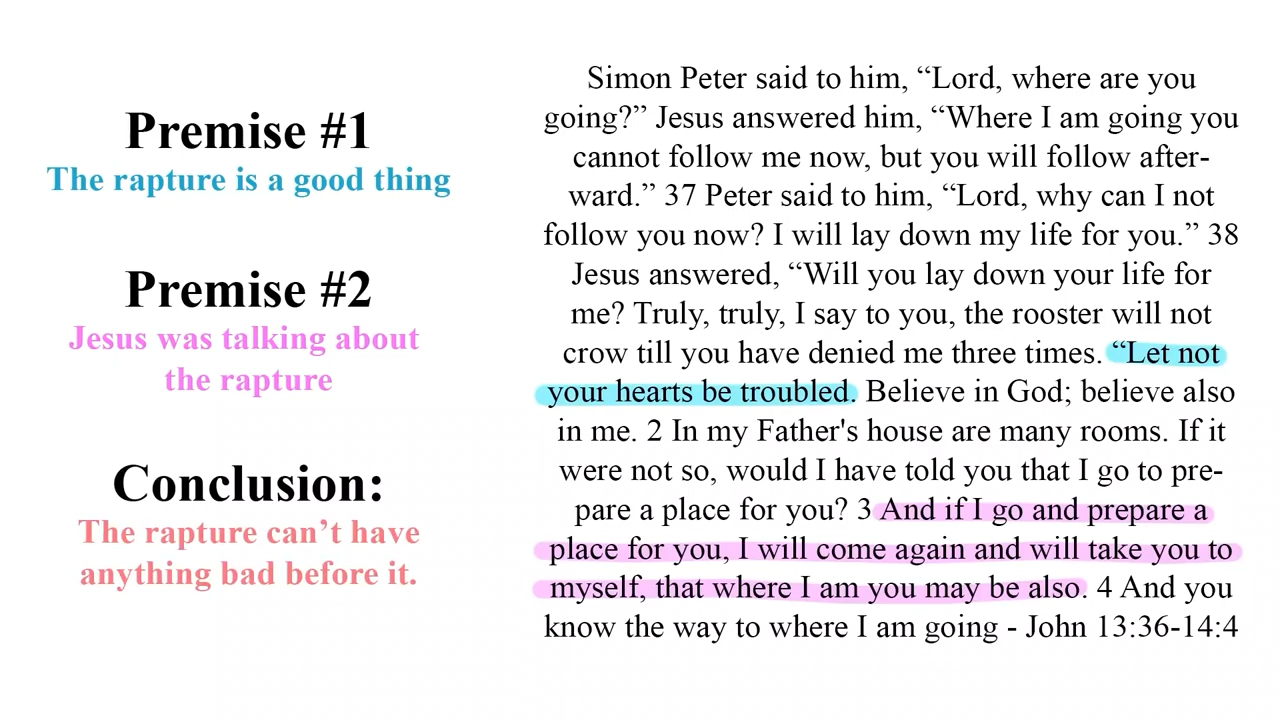 Premise #1
The rapture is a good thing
Premise #2
Jesus was talking about
the rapture
Conclusion:
The rapture can’t have
anything bad before it.
Simon Peter said to him, “Lord, where are you
going?” Jesus answered him, “Where I am going you
cannot follow me now, but you will follow after-
ward.” 37 Peter said to him, “Lord, why can I not
follow you now? I will lay down my life for you.” 38
Jesus answered, “Will you lay down your life for
me? Truly, truly, I say to you, the rooster will not
crow till you have denied me three times. “Let not
your hearts be troubled. Believe in God; believe also
in me. 2 In my Father's house are many rooms. If it
were not so, would I have told you that I go to pre-
pare a place for you? 3 And if I go and prepare a
place for you, I will come again and will take you to
myself, that where I am you may be also. 4 And you
know the way to where I am going - John 13:36-14:4